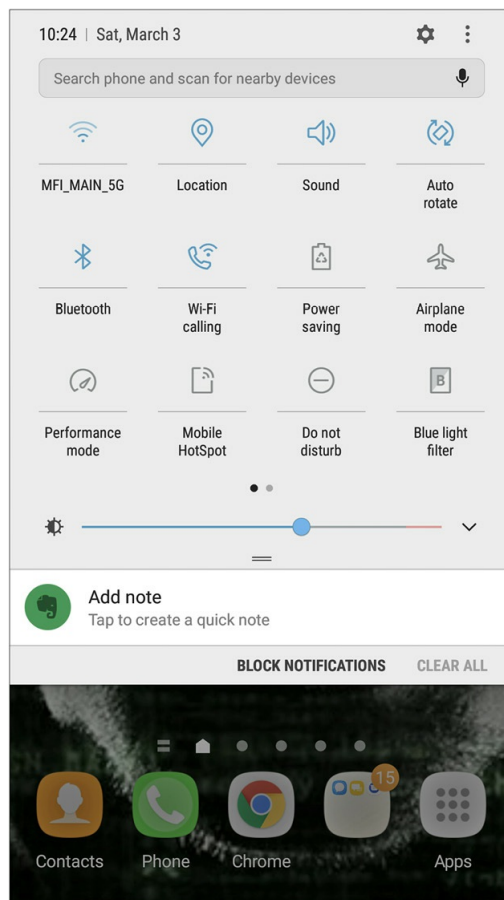 10:24 | Sat, March 3
Search phone and scan for nearby devices
MFI_MAIN_5G Location Sound Auto
rotate
Bluetooth Wi-Fi Power Airplane
calling saving mode
Performance Mobile Do not Blue light
mode HotSpot disturb filter
B
Add note
Tap to create a quick note
BLOCK NOTIFICATIONS CLEAR ALL
15
Contacts Phone Chrome Apps